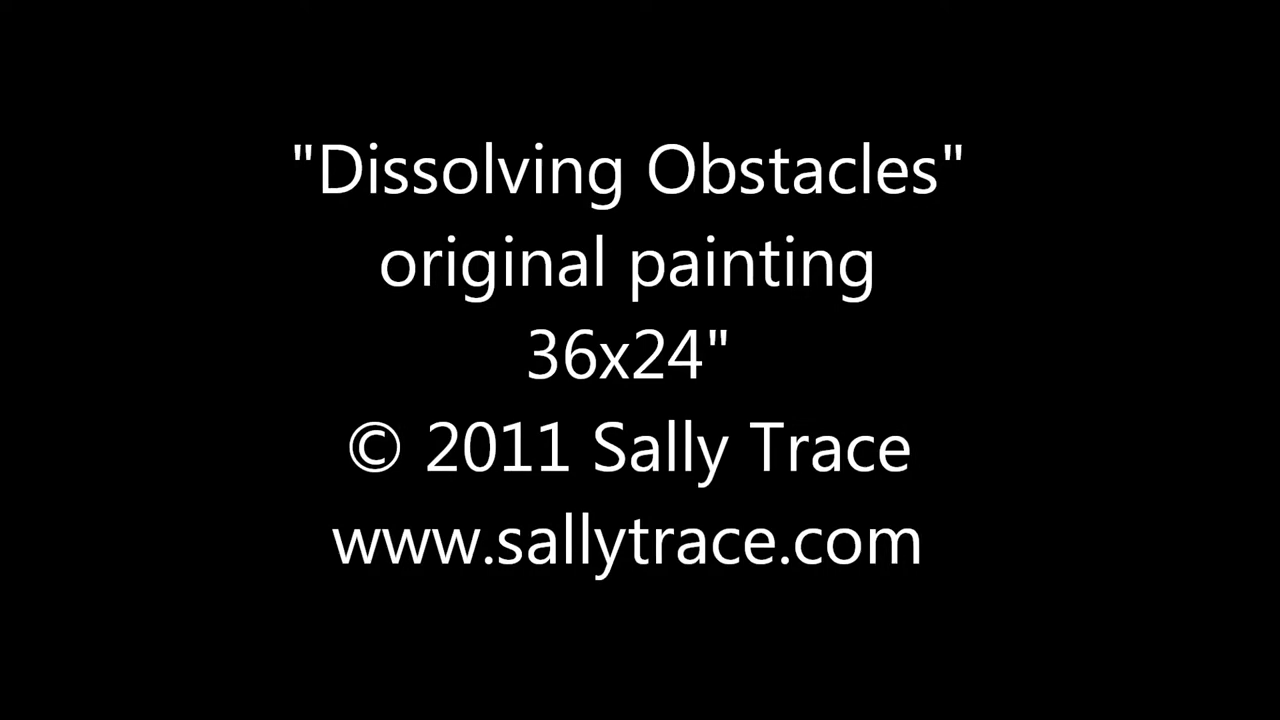 "Dissolving Obstacles"
original painting
36x24"
© 2011 Sally Trace
www.sallytrace.com